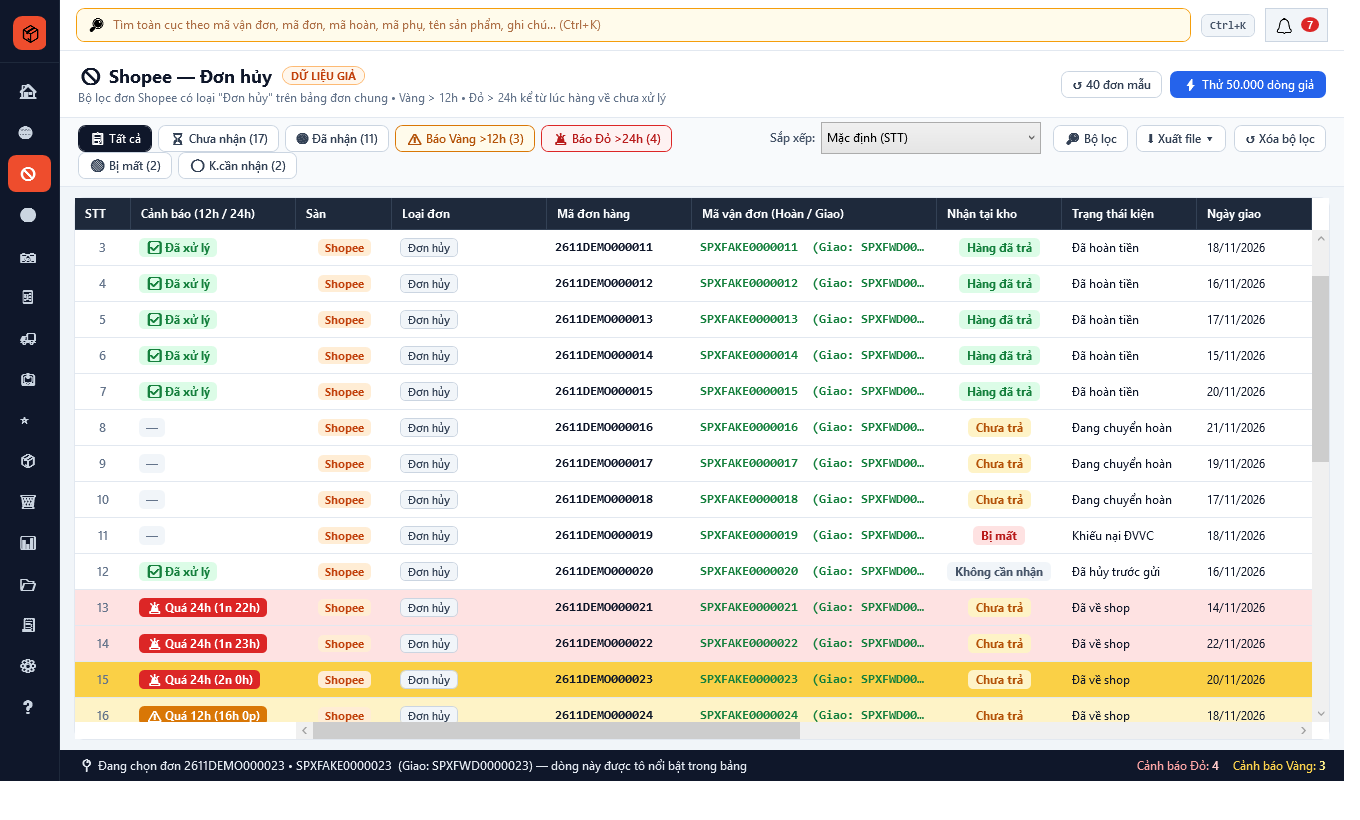 Tìm toàn cục theo mã vận đơn, mã đơn, mã hoàn, mã phụ, tên sản phẩm, ghi chú... (Ctrl+K)
Ctrl+K
7
Shopee — Đơn hủy
DỮ LIỆU GIẢ
Bộ lọc đơn Shopee có loại "Đơn hủy" trên bảng đơn chung • Vàng > 12h • Đỏ > 24h kể từ lúc hàng về chưa xử lý
↺ 40 đơn mẫu
Thử 50.000 dòng giả
Tất cả
Chưa nhận (17)
Đã nhận (11)
Báo Vàng >12h (3)
Báo Đỏ >24h (4)
Bị mất (2)
K.cần nhận (2)
Sắp xếp:
Mặc định (STT)
Bộ lọc
⬇ Xuất file ▼
↺ Xóa bộ lọc
STT Cảnh báo (12h / 24h) Sàn Loại đơn Mã đơn hàng Mã vận đơn (Hoàn / Giao) Nhận tại kho Trạng thái kiện Ngày giao
3 Đã xử lý Shopee Đơn hủy 2611DEMO000011 SPXFAKE0000011 (Giao: SPXFWD00… Hàng đã trả Đã hoàn tiền 18/11/2026
4 Đã xử lý Shopee Đơn hủy 2611DEMO000012 SPXFAKE0000012 (Giao: SPXFWD00… Hàng đã trả Đã hoàn tiền 16/11/2026
5 Đã xử lý Shopee Đơn hủy 2611DEMO000013 SPXFAKE0000013 (Giao: SPXFWD00… Hàng đã trả Đã hoàn tiền 17/11/2026
6 Đã xử lý Shopee Đơn hủy 2611DEMO000014 SPXFAKE0000014 (Giao: SPXFWD00… Hàng đã trả Đã hoàn tiền 15/11/2026
7 Đã xử lý Shopee Đơn hủy 2611DEMO000015 SPXFAKE0000015 (Giao: SPXFWD00… Hàng đã trả Đã hoàn tiền 20/11/2026
8 — Shopee Đơn hủy 2611DEMO000016 SPXFAKE0000016 (Giao: SPXFWD00… Chưa trả Đang chuyển hoàn 21/11/2026
9 — Shopee Đơn hủy 2611DEMO000017 SPXFAKE0000017 (Giao: SPXFWD00… Chưa trả Đang chuyển hoàn 19/11/2026
10 — Shopee Đơn hủy 2611DEMO000018 SPXFAKE0000018 (Giao: SPXFWD00… Chưa trả Đang chuyển hoàn 17/11/2026
11 — Shopee Đơn hủy 2611DEMO000019 SPXFAKE0000019 (Giao: SPXFWD00… Bị mất Khiếu nại ĐVVC 18/11/2026
12 Đã xử lý Shopee Đơn hủy 2611DEMO000020 SPXFAKE0000020 (Giao: SPXFWD00… Không cần nhận Đã hủy trước gửi 16/11/2026
13 Quá 24h (1n 22h) Shopee Đơn hủy 2611DEMO000021 SPXFAKE0000021 (Giao: SPXFWD00… Chưa trả Đã về shop 14/11/2026
14 Quá 24h (1n 23h) Shopee Đơn hủy 2611DEMO000022 SPXFAKE0000022 (Giao: SPXFWD00… Chưa trả Đã về shop 22/11/2026
15 Quá 24h (2n 0h) Shopee Đơn hủy 2611DEMO000023 SPXFAKE0000023 (Giao: SPXFWD00… Chưa trả Đã về shop 20/11/2026
16 Quá 12h (16h 0p) Shopee Đơn hủy 2611DEMO000024 SPXFAKE0000024 (Giao: SPXFWD00… Chưa trả Đã về shop 18/11/2026
Đang chọn đơn 2611DEMO000023 • SPXFAKE0000023 (Giao: SPXFWD0000023) — dòng này được tô nổi bật trong bảng
Cảnh báo Đỏ: 4
Cảnh báo Vàng: 3